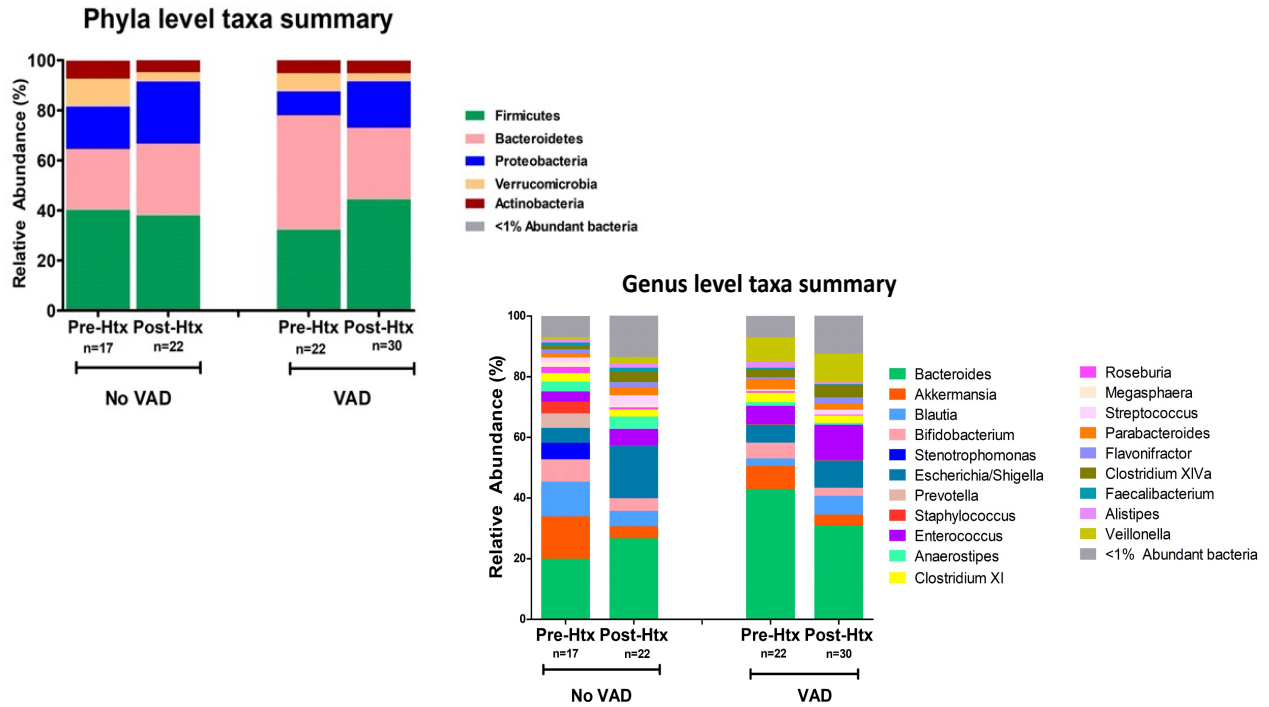 Phyla level taxa summary
Relative Abundance (%)
100
80
60
40
20
0
Pre-Htx Post-Htx Pre-Htx Post-Htx
n=17 n=22 n=22 n=30
No VAD VAD
Firmicutes
Bacteroidetes
Proteobacteria
Verrucomicrobia
Actinobacteria
<1% Abundant bacteria
Genus level taxa summary
Relative Abundance (%)
100
80
60
40
20
0
Pre-Htx Post-Htx Pre-Htx Post-Htx
n=17 n=22 n=22 n=30
No VAD VAD
Bacteroides
Akkermansia
Blautia
Bifidobacterium
Stenotrophomonas
Escherichia/Shigella
Prevotella
Staphylococcus
Enterococcus
Anaerostipes
Clostridium XI
Roseburia
Megasphaera
Streptococcus
Parabacteroides
Flavonifractor
Clostridium XIVa
Faecalibacterium
Alistipes
Veillonella
<1% Abundant bacteria